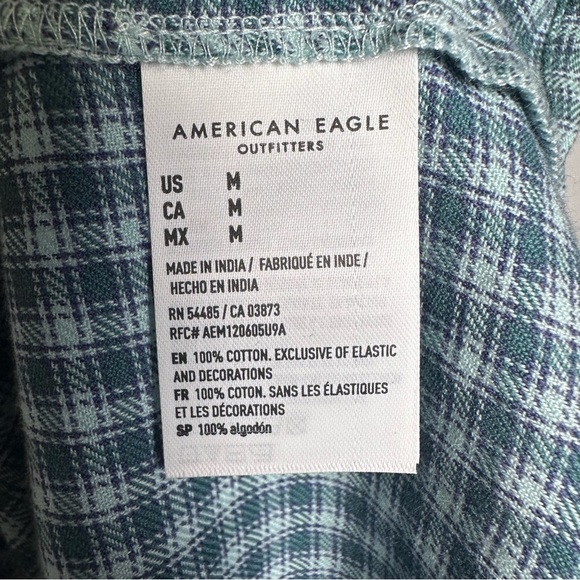 AMERICAN EAGLE
OUTFITTERS
US M
CA M
MX M
MADE IN INDIA / FABRIQUÉ EN INDE /
HECHO EN INDIA
RN 54485 / CA 03873
RFC# AEM120605U9A
EN 100% COTTON. EXCLUSIVE OF ELASTIC
AND DECORATIONS
FR 100% COTON. SANS LES ÉLASTIQUES
ET LES DÉCORATIONS
SP 100% algodón